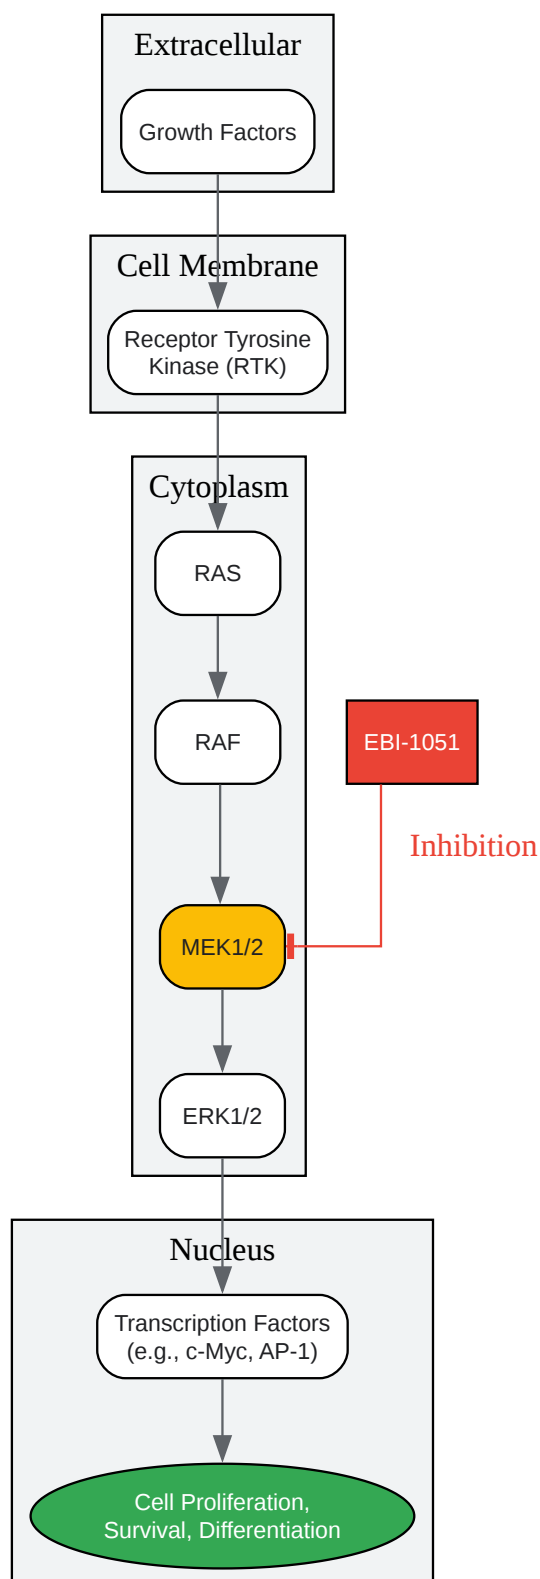 Extracellular
Growth Factors
Cell Membrane
Receptor Tyrosine
Kinase (RTK)
Cytoplasm
RAS
RAF
EBI-1051
Inhibition
MEK1/2
ERK1/2
Nucleus
Transcription Factors
(e.g., c-Myc, AP-1)
Cell Proliferation,
Survival, Differentiation